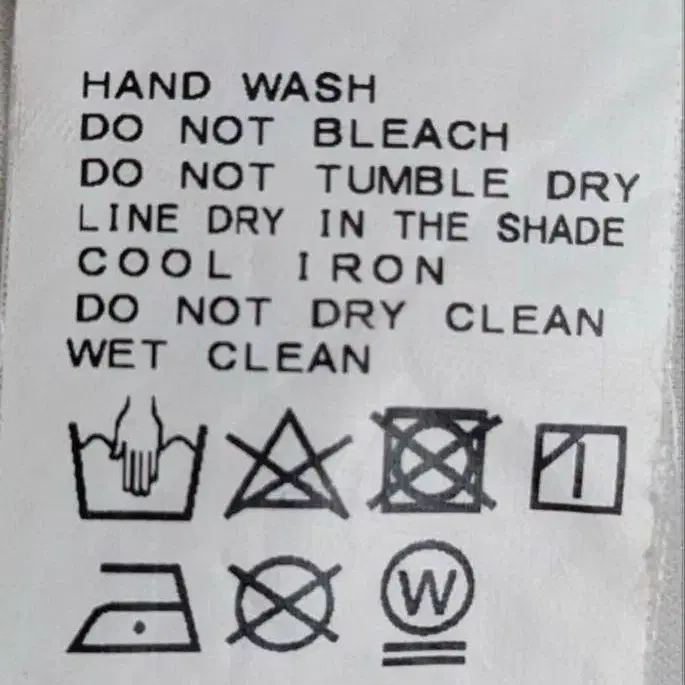 HAND WASH
DO NOT BLEACH
DO NOT TUMBLE DRY
LINE DRY IN THE SHADE
COOL IRON
DO NOT DRY CLEAN
WET CLEAN
W